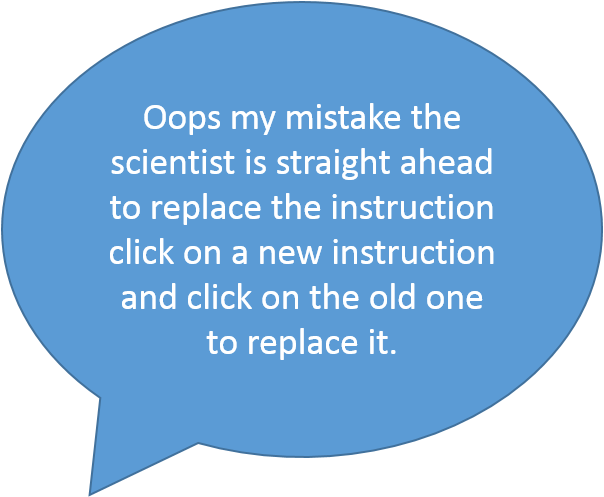 Oops my mistake the
scientist is straight ahead
to replace the instruction
click on a new instruction
and click on the old one
to replace it.